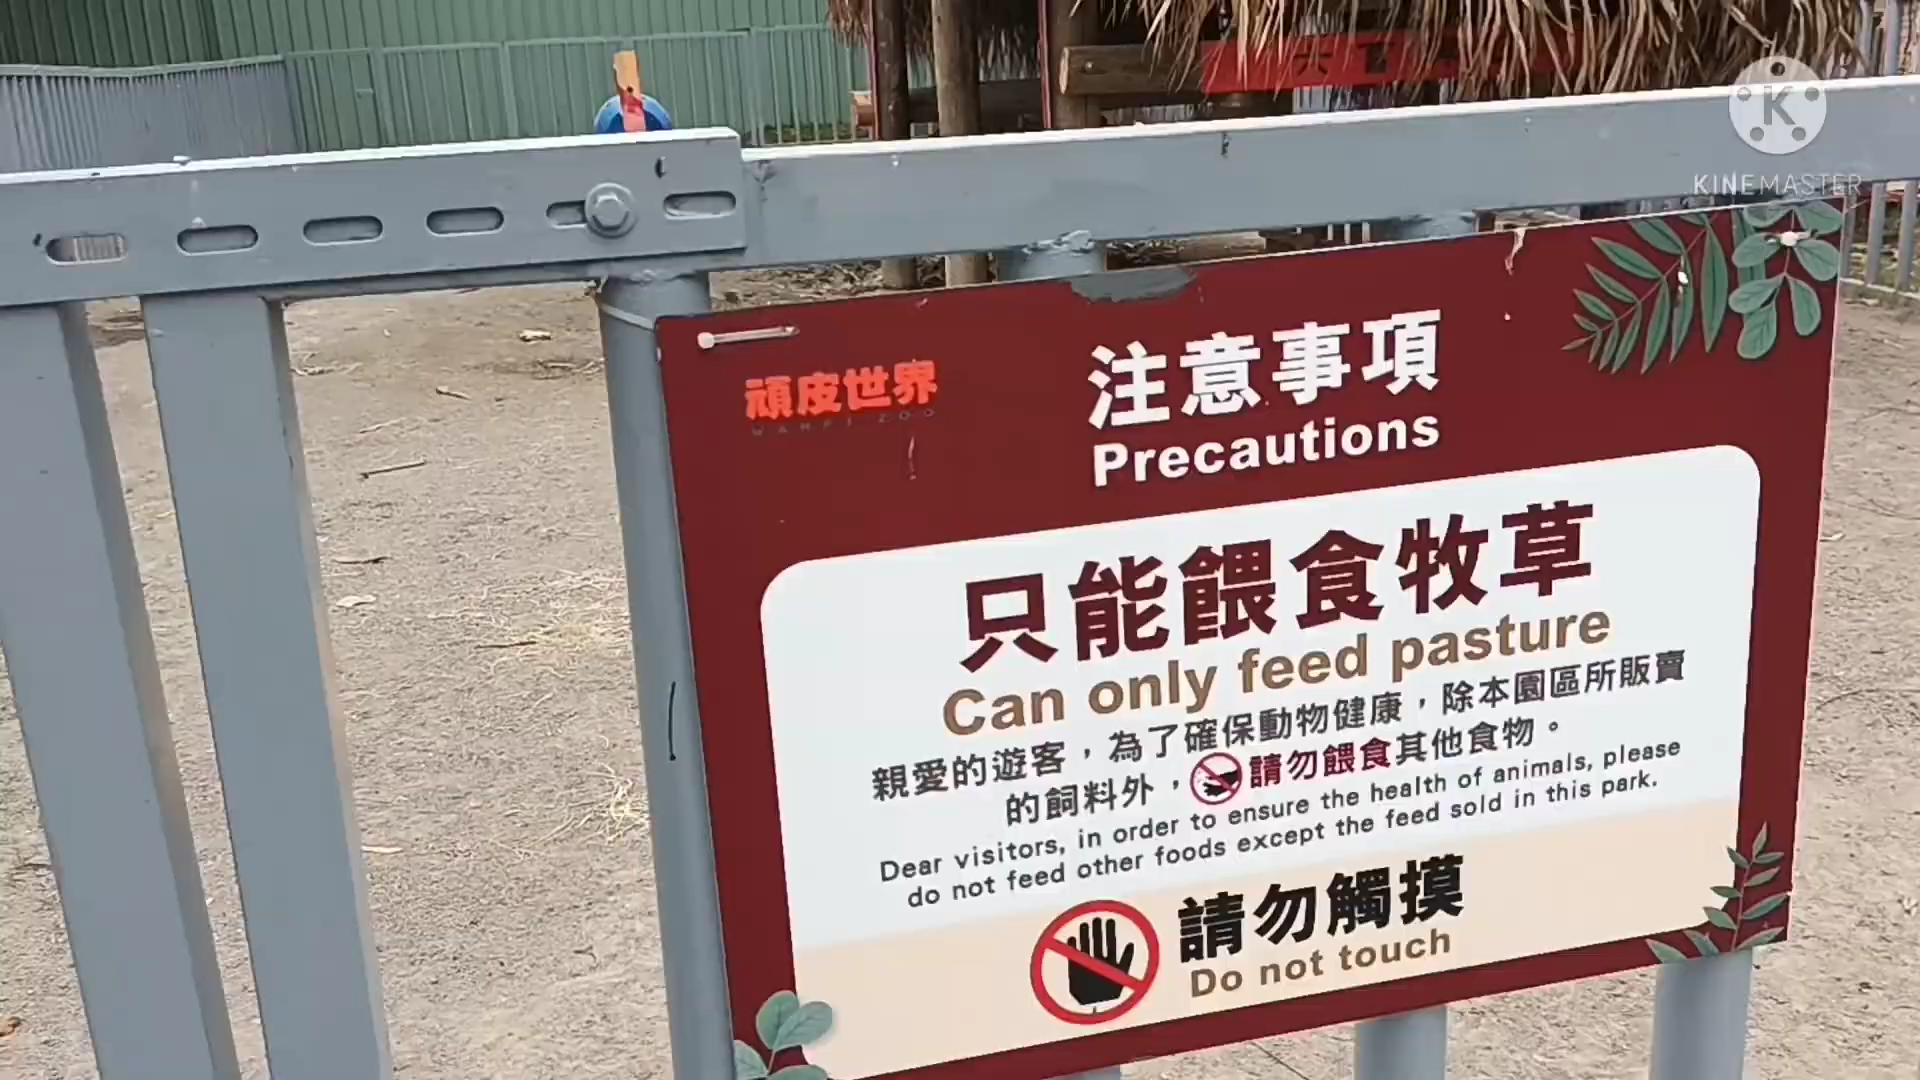 KINEMASTER
頑皮世界
WANPI ZOO
注意事項
Precautions
只能餵食牧草
Can only feed pasture
親愛的遊客，為了確保動物健康，除本園區所販賣
的飼料外，請勿餵食其他食物。
Dear visitors, in order to ensure the health of animals, please
do not feed other foods except the feed sold in this park.
請勿觸摸
Do not touch